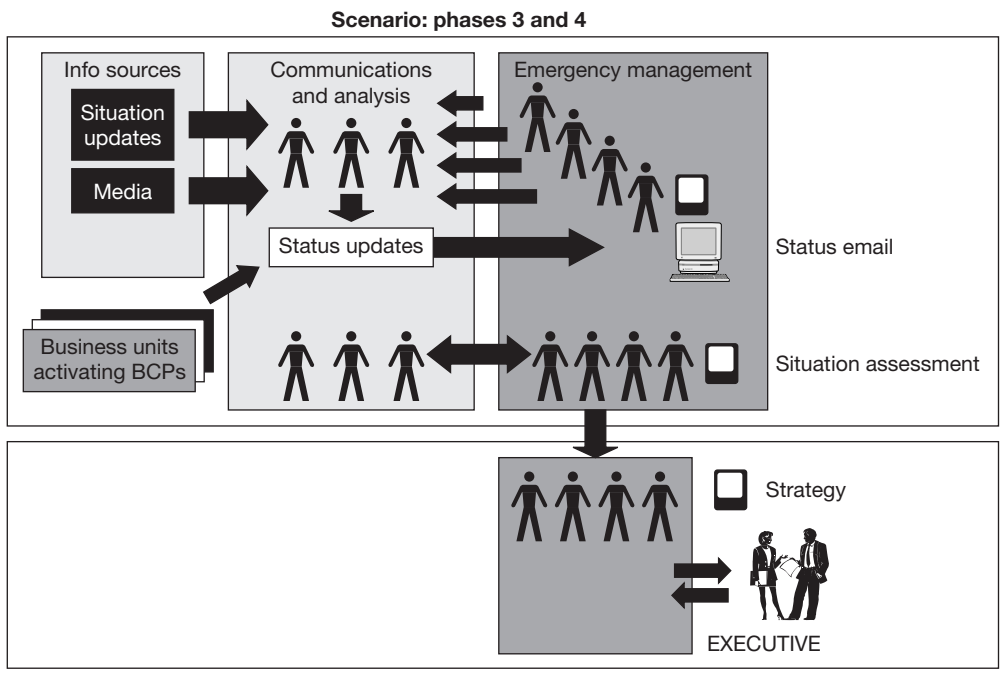 Scenario: phases 3 and 4
Info sources
Situation
updates
Media
Communications
and analysis
Emergency management
Status updates
Status email
Business units
activating BCPs
Situation assessment
Strategy
EXECUTIVE